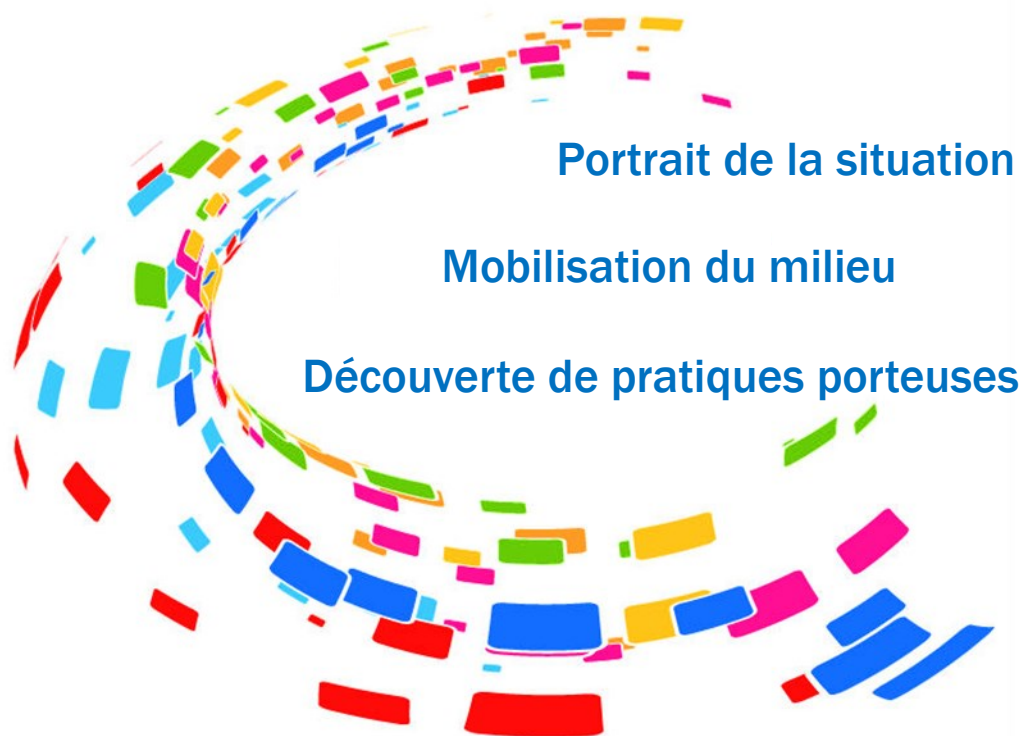 Portrait de la situation
Mobilisation du milieu
Découverte de pratiques porteuses